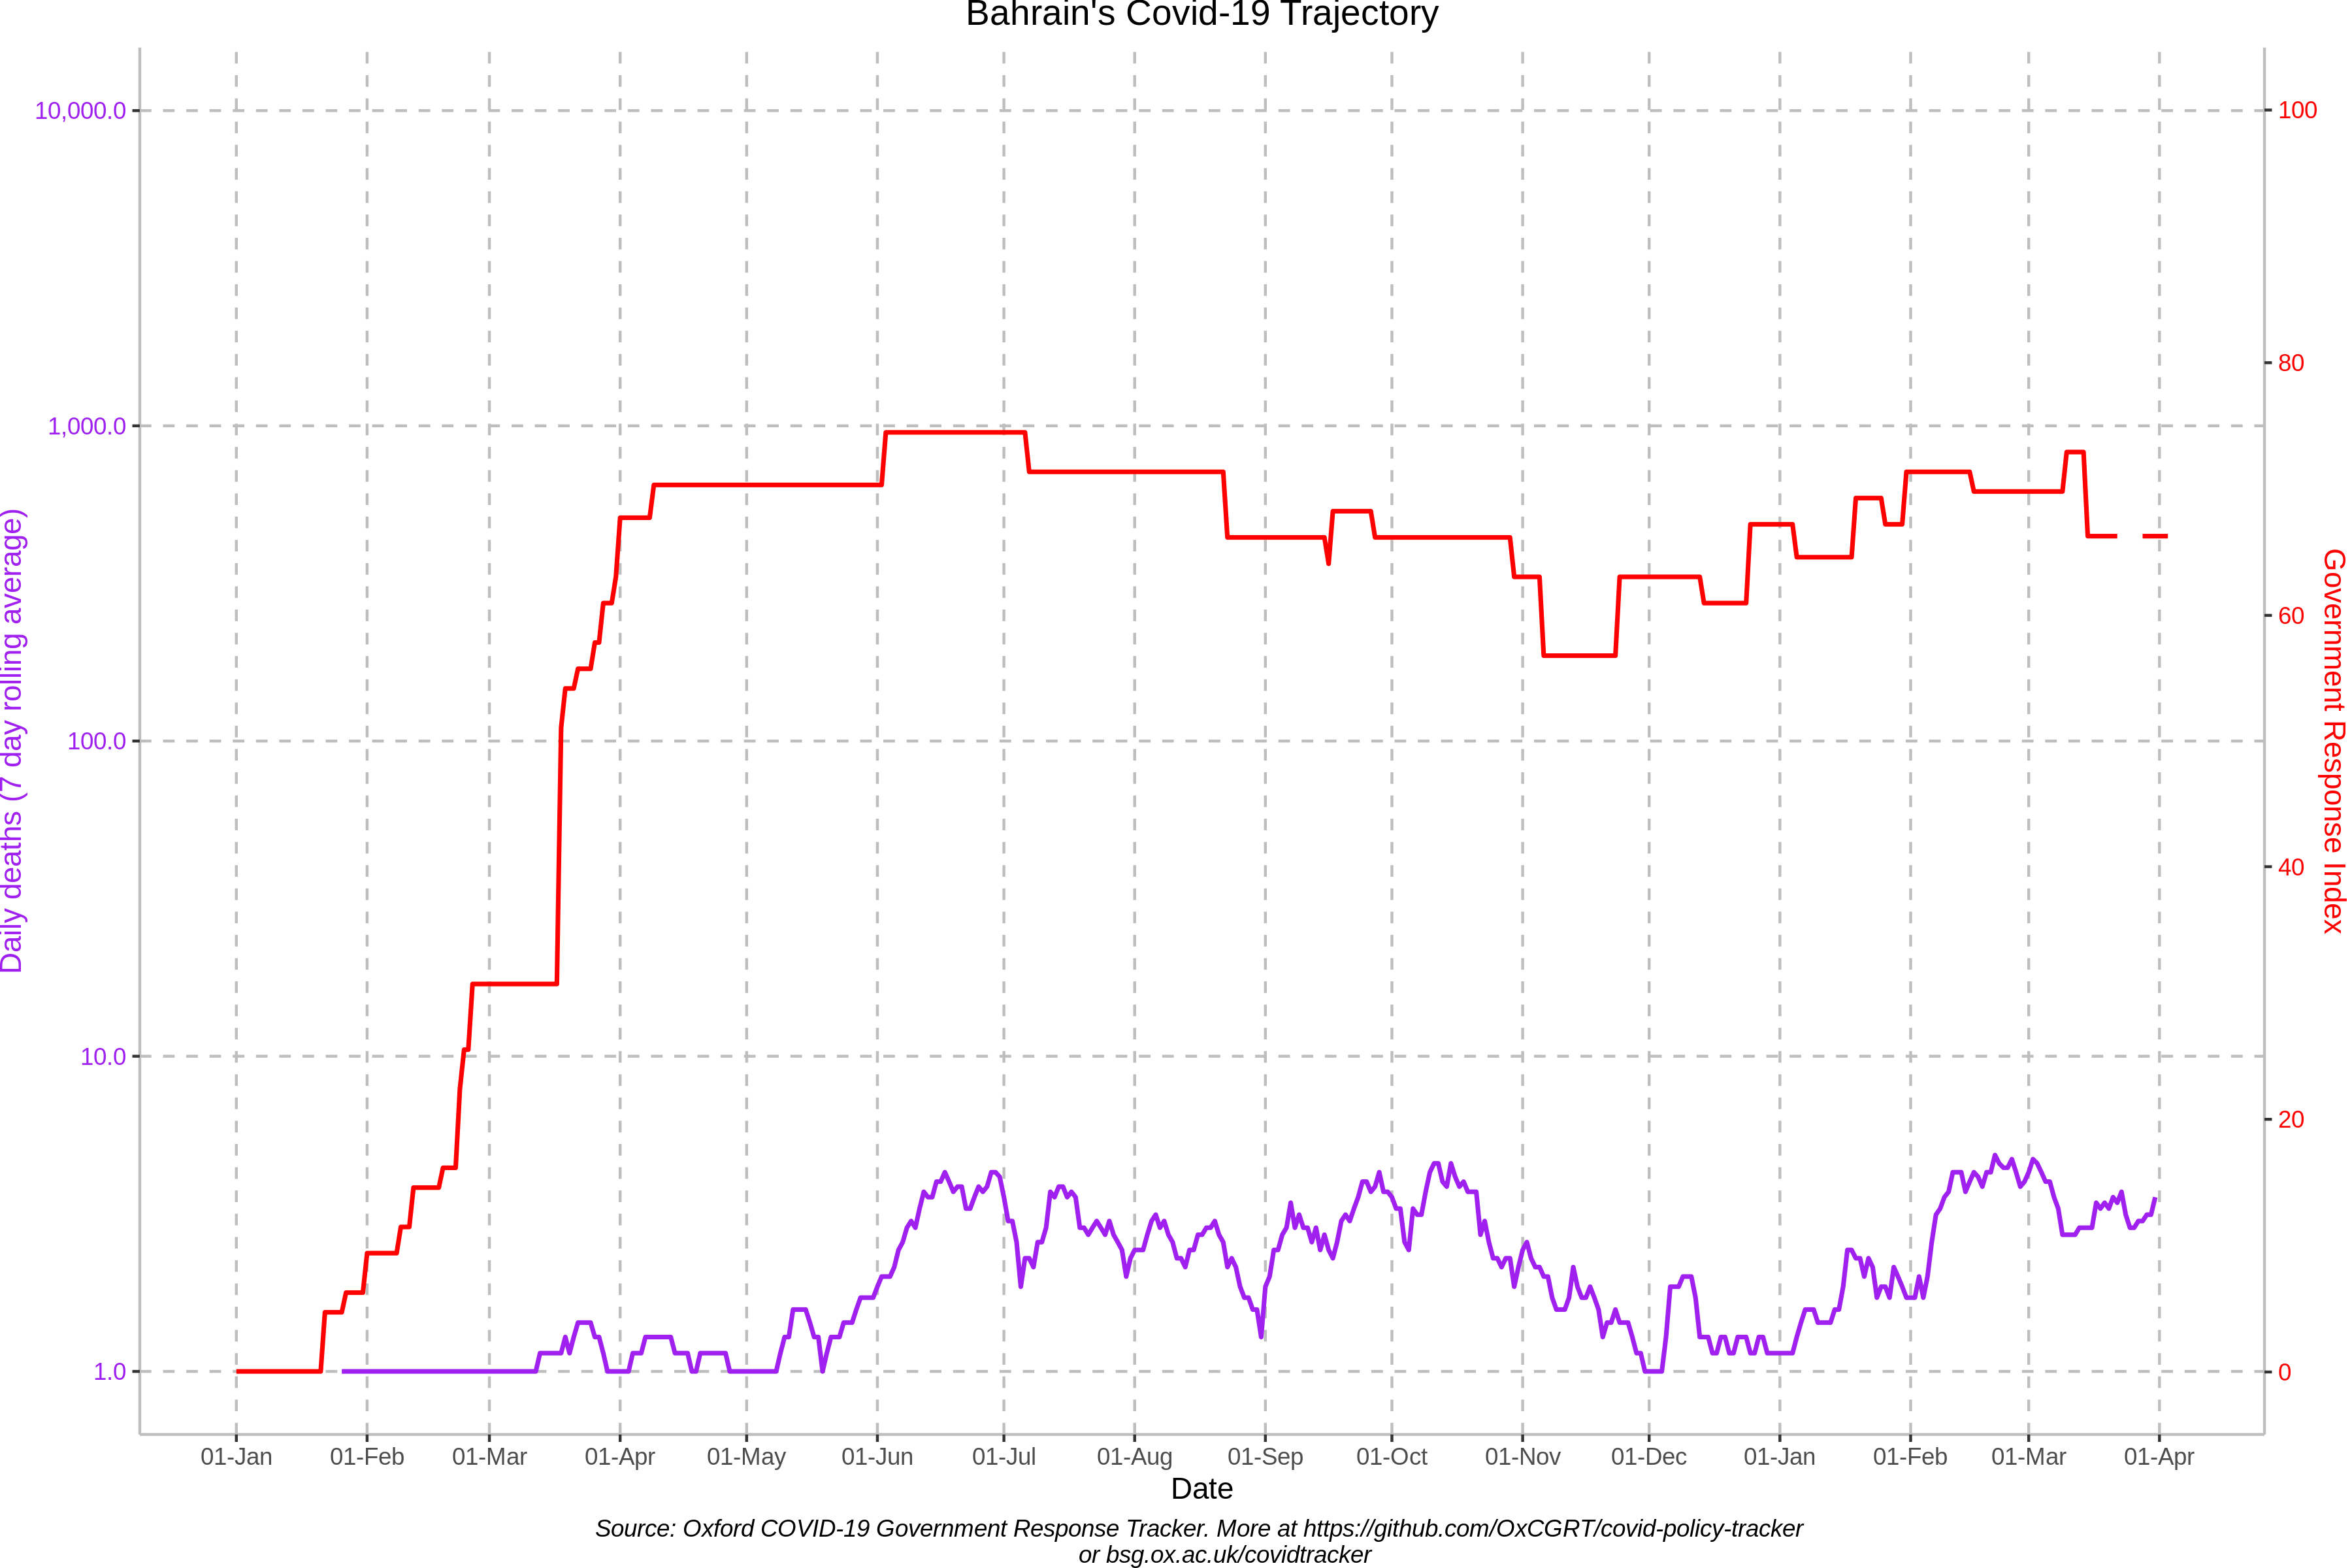 Bahrain's Covid-19 Trajectory
10,000.0
1,000.0
100.0
10.0
1.0
Daily deaths (7 day rolling average)
100
80
60
40
20
0
Government Response Index
01-Jan 01-Feb 01-Mar 01-Apr 01-May 01-Jun 01-Jul 01-Aug 01-Sep 01-Oct 01-Nov 01-Dec 01-Jan 01-Feb 01-Mar 01-Apr
Date
Source: Oxford COVID-19 Government Response Tracker. More at https://github.com/OxCGRT/covid-policy-tracker
or bsg.ox.ac.uk/covidtracker